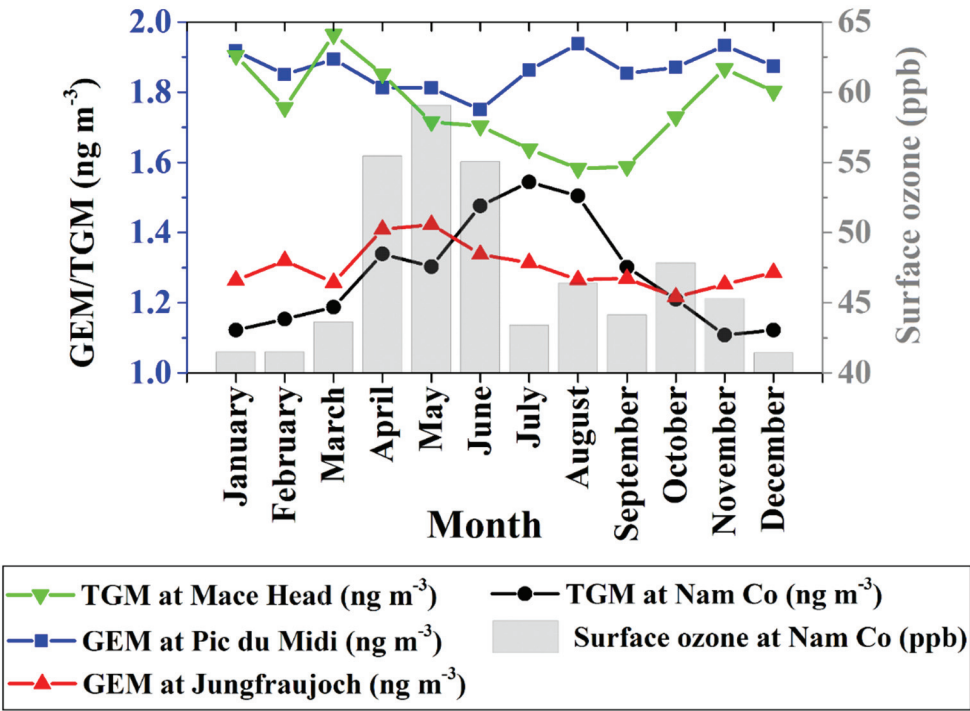 2.0
1.8
1.6
1.4
1.2
1.0
GEM/TGM (ng m⁻³)
65
60
55
50
45
40
Surface ozone (ppb)
January
February
March
April
May
June
July
August
September
October
November
December
Month
TGM at Mace Head (ng m⁻³)
TGM at Nam Co (ng m⁻³)
GEM at Pic du Midi (ng m⁻³)
Surface ozone at Nam Co (ppb)
GEM at Jungfraujoch (ng m⁻³)